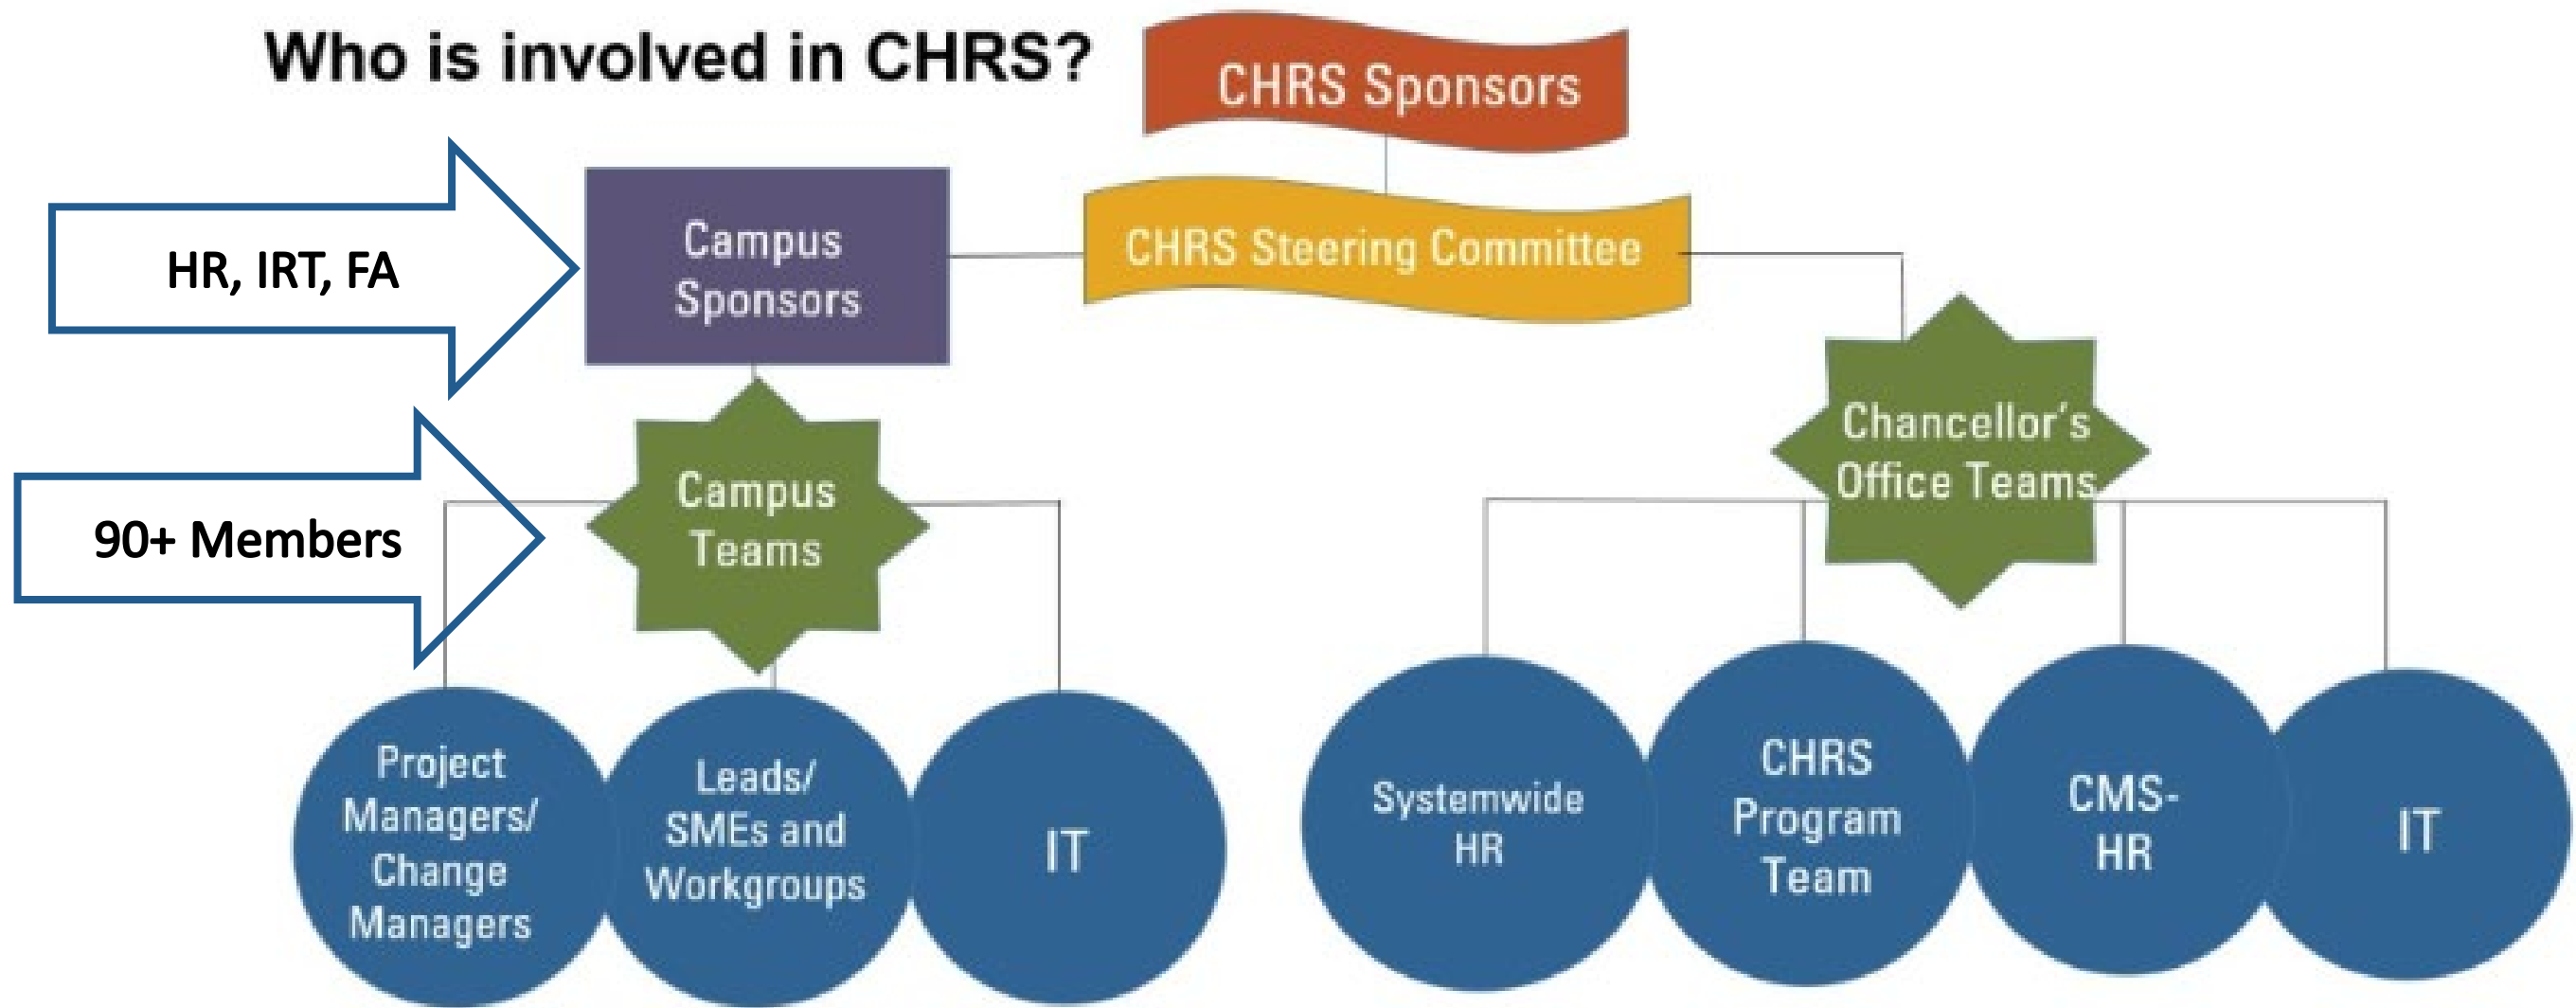 Who is involved in CHRS?
CHRS Sponsors
HR, IRT, FA
Campus
Sponsors
CHRS Steering Committee
90+ Members
Campus
Teams
Chancellor's
Office Teams
Project
Managers/
Change
Managers
Leads/
SMEs and
Workgroups
IT
Systemwide
HR
CHRS
Program
Team
CMS-
HR
IT